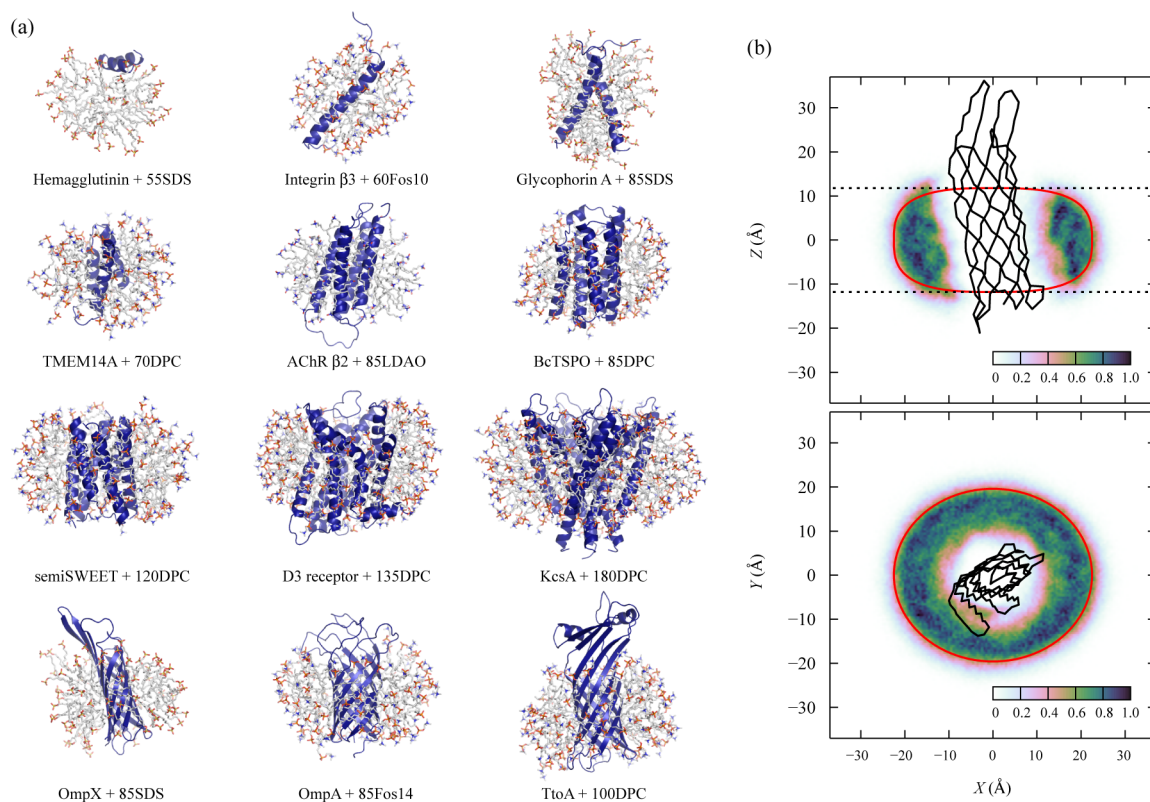 (a)
Hemagglutinin + 55SDS
Integrin β3 + 60Fos10
Glycophorin A + 85SDS
TMEM14A + 70DPC
AChR β2 + 85LDAO
BcTSPO + 85DPC
semiSWEET + 120DPC
D3 receptor + 135DPC
KcsA + 180DPC
OmpX + 85SDS
OmpA + 85Fos14
TtoA + 100DPC
(b)
30
20
10
0
−10
−20
−30
Z (Å)
0 0.2 0.4 0.6 0.8 1.0
30
20
10
0
−10
−20
−30
Y (Å)
0 0.2 0.4 0.6 0.8 1.0
−30 −20 −10 0 10 20 30
X (Å)